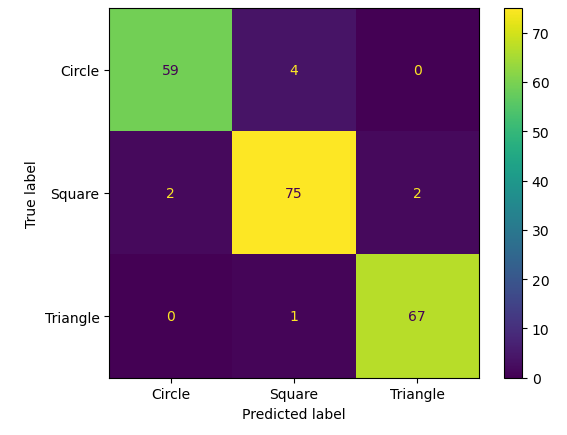 Circle 59 4 0
Square 2 75 2
Triangle 0 1 67
Circle Square Triangle
Predicted label
True label
70
60
50
40
30
20
10
0